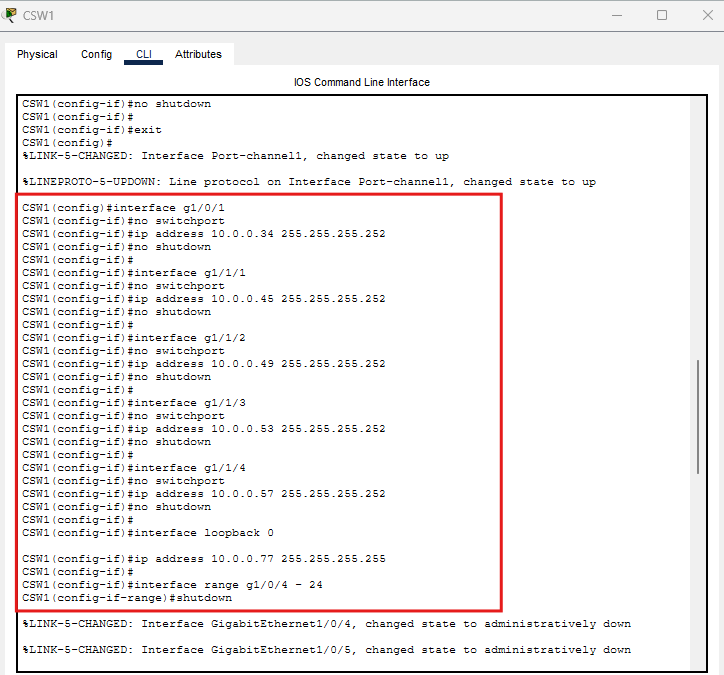 CSW1
Physical Config CLI Attributes
IOS Command Line Interface
CSW1(config-if)#no shutdown
CSW1(config-if)#
CSW1(config-if)#exit
CSW1(config)#
%LINK-5-CHANGED: Interface Port-channel1, changed state to up
%LINEPROTO-5-UPDOWN: Line protocol on Interface Port-channel1, changed state to up
CSW1(config)#interface g1/0/1
CSW1(config-if)#no switchport
CSW1(config-if)#ip address 10.0.0.34 255.255.255.252
CSW1(config-if)#no shutdown
CSW1(config-if)#
CSW1(config-if)#interface g1/1/1
CSW1(config-if)#no switchport
CSW1(config-if)#ip address 10.0.0.45 255.255.255.252
CSW1(config-if)#no shutdown
CSW1(config-if)#
CSW1(config-if)#interface g1/1/2
CSW1(config-if)#no switchport
CSW1(config-if)#ip address 10.0.0.49 255.255.255.252
CSW1(config-if)#no shutdown
CSW1(config-if)#
CSW1(config-if)#interface g1/1/3
CSW1(config-if)#no switchport
CSW1(config-if)#ip address 10.0.0.53 255.255.255.252
CSW1(config-if)#no shutdown
CSW1(config-if)#
CSW1(config-if)#interface g1/1/4
CSW1(config-if)#no switchport
CSW1(config-if)#ip address 10.0.0.57 255.255.255.252
CSW1(config-if)#no shutdown
CSW1(config-if)#
CSW1(config-if)#interface loopback 0
CSW1(config-if)#ip address 10.0.0.77 255.255.255.255
CSW1(config-if)#
CSW1(config-if)#interface range g1/0/4 - 24
CSW1(config-if-range)#shutdown
%LINK-5-CHANGED: Interface GigabitEthernet1/0/4, changed state to administratively down
%LINK-5-CHANGED: Interface GigabitEthernet1/0/5, changed state to administratively down